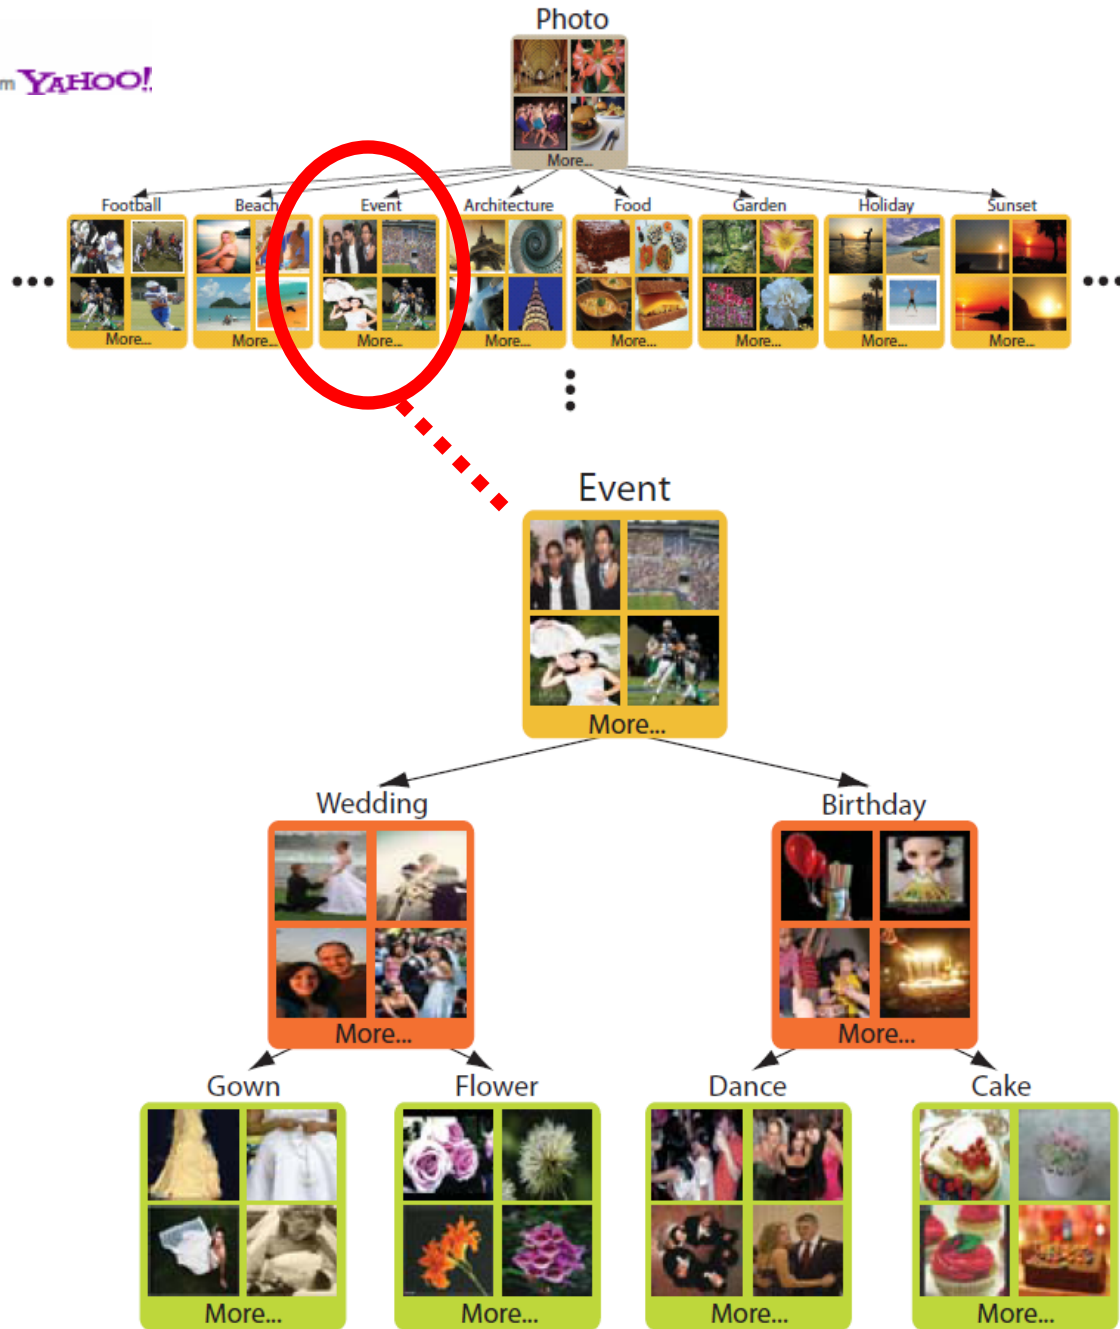 Photo
m YAHOO!
More...
Football Beach Event Architecture Food Garden Holiday Sunset
More... More... More... More... More... More... More... More...
Event
More...
Wedding Birthday
More... More...
Gown Flower Dance Cake
More... More... More... More...